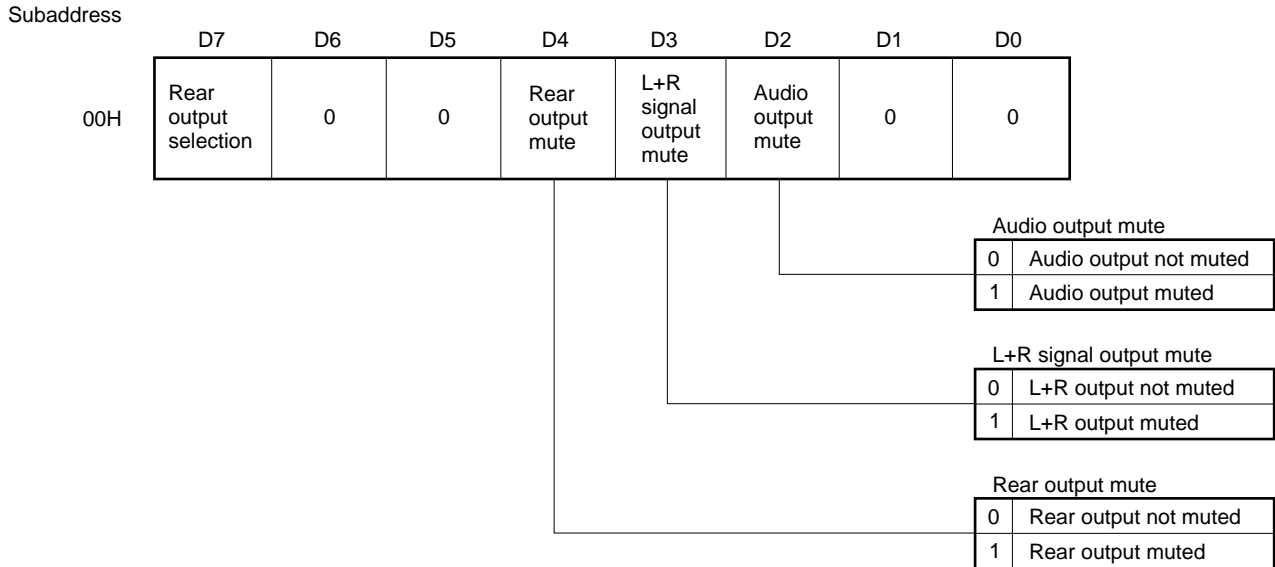 Subaddress
D7 D6 D5 D4 D3 D2 D1 D0
00H
Rear
output
selection
0
0
Rear
output
mute
L+R
signal
output
mute
Audio
output
mute
0
0
Audio output mute
0 Audio output not muted
1 Audio output muted
L+R signal output mute
0 L+R output not muted
1 L+R output muted
Rear output mute
0 Rear output not muted
1 Rear output muted